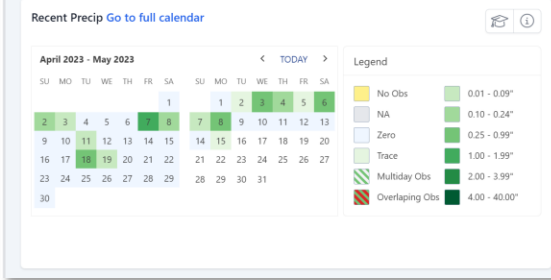 Recent Precip Go to full calendar
April 2023 - May 2023
< TODAY >
SU MO TU WE TH FR SA SU MO TU WE TH FR SA
1 1 2 3 4 5 6
2 3 4 5 6 7 8 7 8 9 10 11 12 13
9 10 11 12 13 14 15 14 15 16 17 18 19 20
16 17 18 19 20 21 22 21 22 23 24 25 26 27
23 24 25 26 27 28 29 28 29 30 31
30
Legend
No Obs 0.01 - 0.09"
NA 0.10 - 0.24"
Zero 0.25 - 0.99"
Trace 1.00 - 1.99"
Multiday Obs 2.00 - 3.99"
Overlaping Obs 4.00 - 40.00"